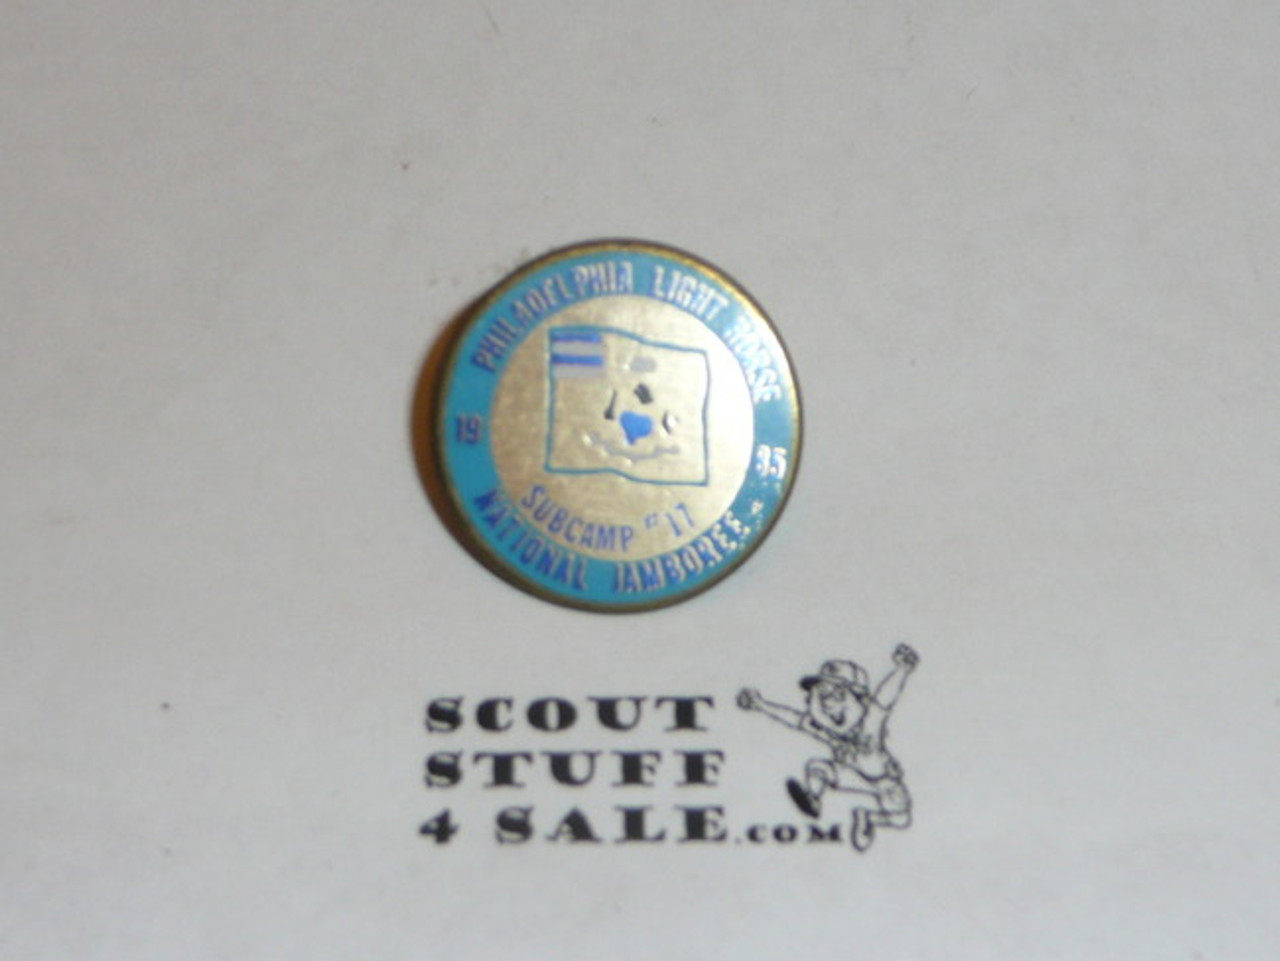 PHILADELPHIA LIGHT HORSE
19 85
SUBCAMP #17
NATIONAL JAMBOREE
SCOUT
STUFF
4 SALE.COM